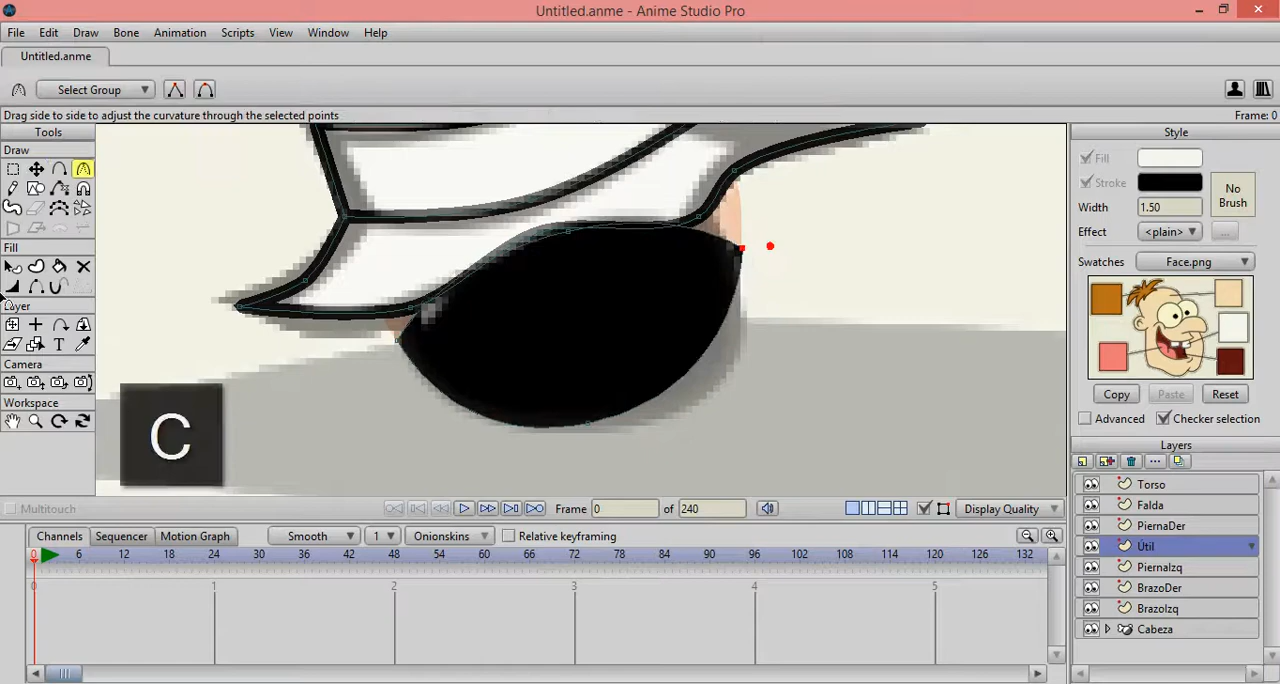 Untitled.anme - Anime Studio Pro
File Edit Draw Bone Animation Scripts View Window Help
Untitled.anme
Select Group
Drag side to side to adjust the curvature through the selected points
Frame: 0
Tools
Draw
Fill
Layer
Camera
Workspace
C
Style
Fill
Stroke
Width 1.50
No Brush
Effect <plain> ...
Swatches Face.png
Copy Paste Reset
Advanced Checker selection
Layers
Torso
Falda
PiernaDer
Útil
PiernaIzq
BrazoDer
BrazoIzq
Cabeza
Multitouch
Frame 0 of 240 Display Quality
Channels Sequencer Motion Graph Smooth 1 Onionskins Relative keyframing
0 6 12 18 24 30 36 42 48 54 60 66 72 78 84 90 96 102 108 114 120 126 132
0 1 2 3 4 5